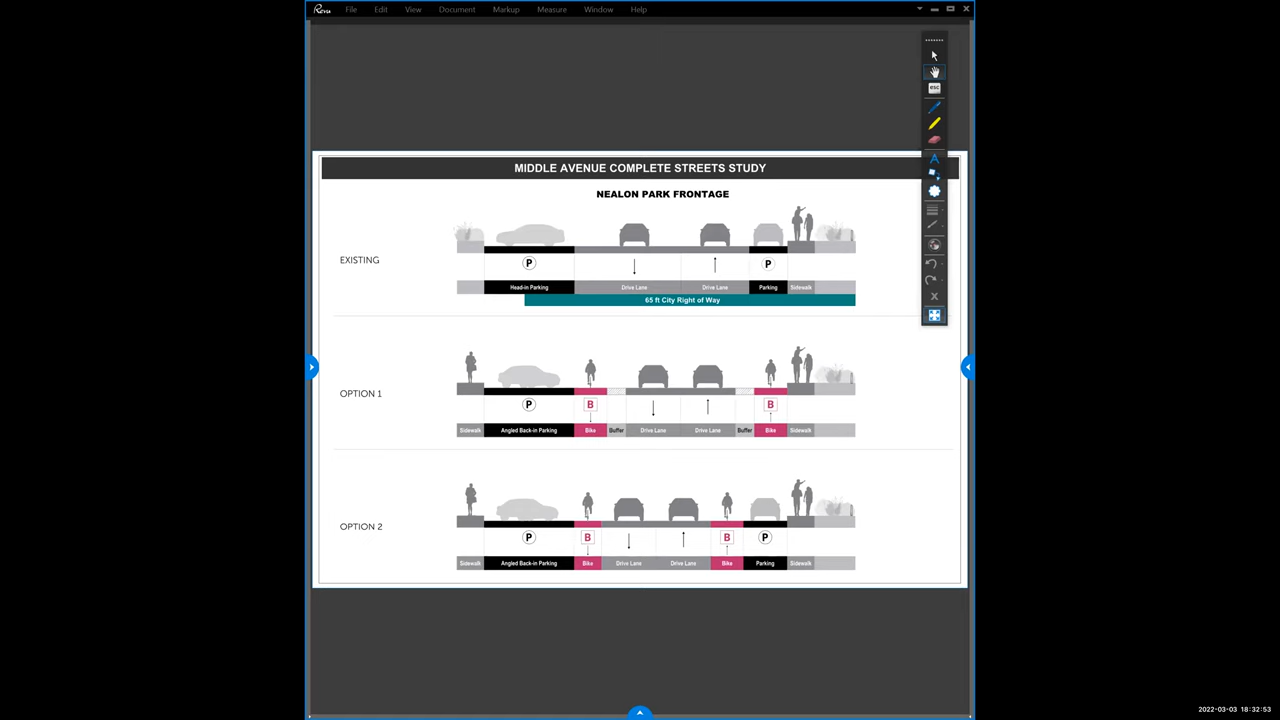 Revu
File Edit View Document Markup Measure Window Help
esc
MIDDLE AVENUE COMPLETE STREETS STUDY
NEALON PARK FRONTAGE
EXISTING
P P
Head-in Parking Drive Lane Drive Lane Parking Sidewalk
65 ft City Right of Way
OPTION 1
P B B
Sidewalk Angled Back-in Parking Bike Buffer Drive Lane Drive Lane Buffer Bike Sidewalk
OPTION 2
P B B P
Sidewalk Angled Back-in Parking Bike Drive Lane Drive Lane Bike Parking Sidewalk
2022-03-03 18:32:53